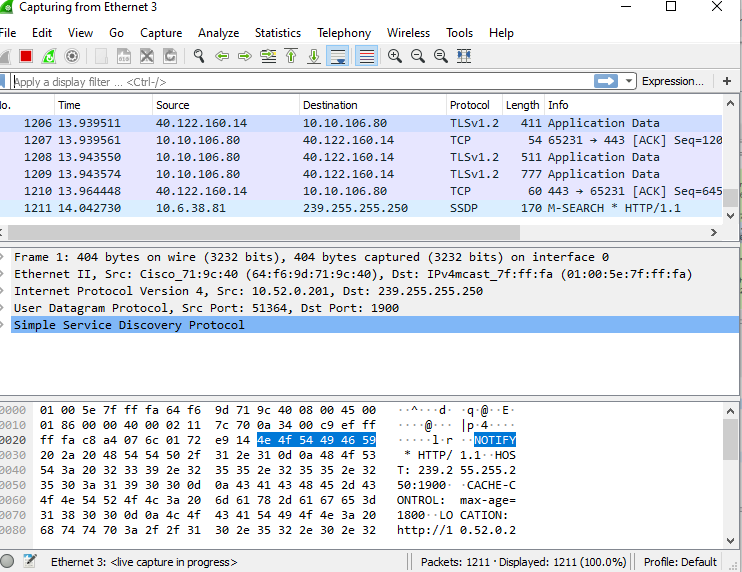 Capturing from Ethernet 3
File Edit View Go Capture Analyze Statistics Telephony Wireless Tools Help
Apply a display filter ... <Ctrl-/> Expression... +
No. Time Source Destination Protocol Length Info
1206 13.939511 40.122.160.14 10.10.106.80 TLSv1.2 411 Application Data
1207 13.939561 10.10.106.80 40.122.160.14 TCP 54 65231 → 443 [ACK] Seq=120
1208 13.943550 10.10.106.80 40.122.160.14 TLSv1.2 511 Application Data
1209 13.943574 10.10.106.80 40.122.160.14 TLSv1.2 777 Application Data
1210 13.964448 40.122.160.14 10.10.106.80 TCP 60 443 → 65231 [ACK] Seq=645
1211 14.042730 10.6.38.81 239.255.255.250 SSDP 170 M-SEARCH * HTTP/1.1
Frame 1: 404 bytes on wire (3232 bits), 404 bytes captured (3232 bits) on interface 0
Ethernet II, Src: Cisco_71:9c:40 (64:f6:9d:71:9c:40), Dst: IPv4mcast_7f:ff:fa (01:00:5e:7f:ff:fa)
Internet Protocol Version 4, Src: 10.52.0.201, Dst: 239.255.255.250
User Datagram Protocol, Src Port: 51364, Dst Port: 1900
Simple Service Discovery Protocol
0000 01 00 5e 7f ff fa 64 f6 9d 71 9c 40 08 00 45 00 ··^···d· ·q·@··E·
0010 01 86 00 00 40 00 02 11 7c 70 0a 34 00 c9 ef ff ····@··· |p·4····
0020 ff fa c8 a4 07 6c 01 72 e9 14 4e 4f 54 49 46 59 ·····l·r ··NOTIFY
0030 20 2a 20 48 54 54 50 2f 31 2e 31 0d 0a 48 4f 53 * HTTP/ 1.1··HOS
0040 54 3a 20 32 33 39 2e 32 35 35 2e 32 35 35 2e 32 T: 239.2 55.255.2
0050 35 30 3a 31 39 30 30 0d 0a 43 41 43 48 45 2d 43 50:1900· ·CACHE-C
0060 4f 4e 54 52 4f 4c 3a 20 6d 61 78 2d 61 67 65 3d ONTROL: max-age=
0070 31 38 30 30 0d 0a 4c 4f 43 41 54 49 4f 4e 3a 20 1800··LO CATION:
0080 68 74 74 70 3a 2f 2f 31 30 2e 35 32 2e 30 2e 32 http://1 0.52.0.2
Ethernet 3: <live capture in progress> Packets: 1211 · Displayed: 1211 (100.0%) Profile: Default